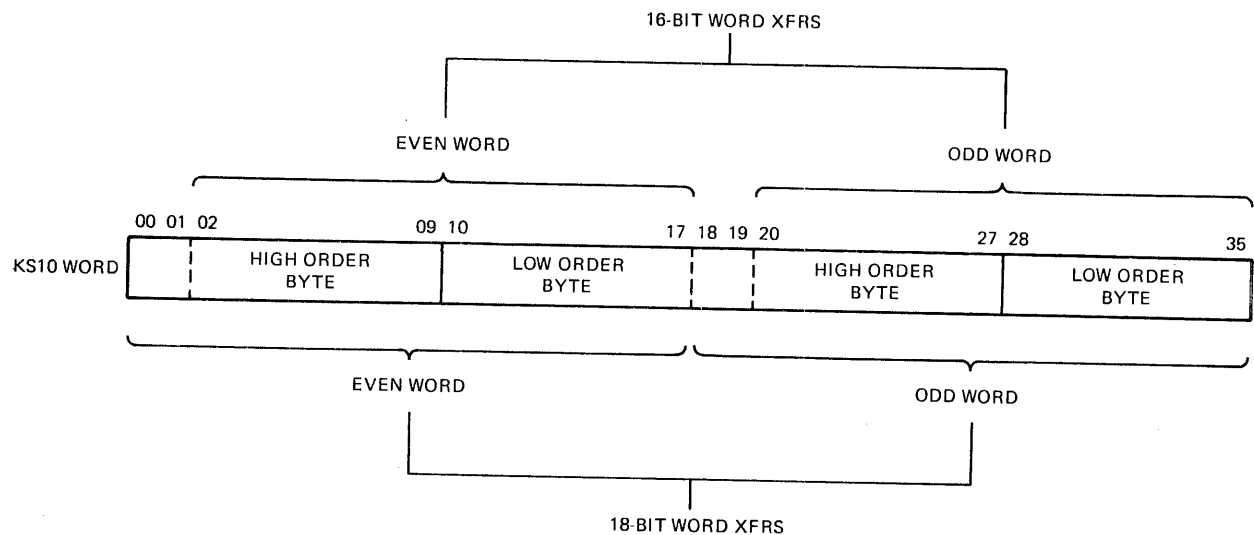 16-BIT WORD XFRS
EVEN WORD
ODD WORD
00 01 02 09 10 17 18 19 20 27 28 35
KS10 WORD
HIGH ORDER
BYTE
LOW ORDER
BYTE
HIGH ORDER
BYTE
LOW ORDER
BYTE
EVEN WORD
ODD WORD
18-BIT WORD XFRS